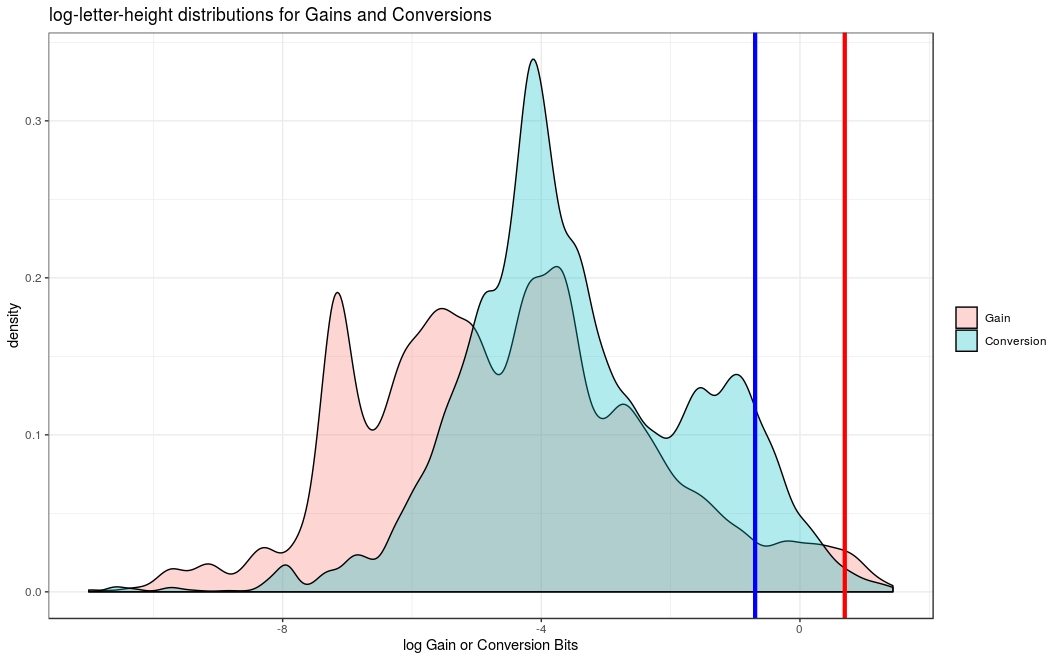 log-letter-height distributions for Gains and Conversions
0.3
0.2
0.1
0.0
density
-8
-4
0
log Gain or Conversion Bits
Gain
Conversion